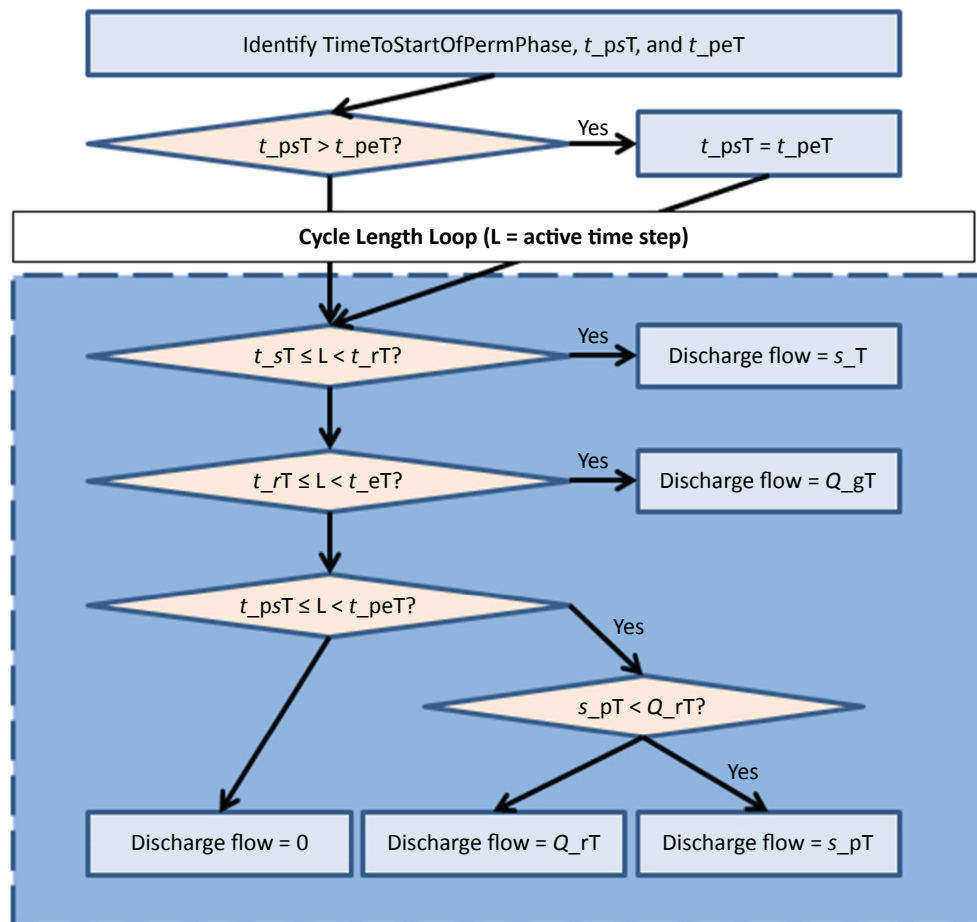 Identify TimeToStartOfPermPhase, t_psT, and t_peT
t_psT > t_peT?
Yes
t_psT = t_peT
Cycle Length Loop (L = active time step)
t_sT ≤ L < t_rT?
Yes
Discharge flow = s_T
t_rT ≤ L < t_eT?
Yes
Discharge flow = Q_gT
t_psT ≤ L < t_peT?
Yes
s_pT < Q_rT?
Yes
Discharge flow = 0
Discharge flow = Q_rT
Discharge flow = s_pT